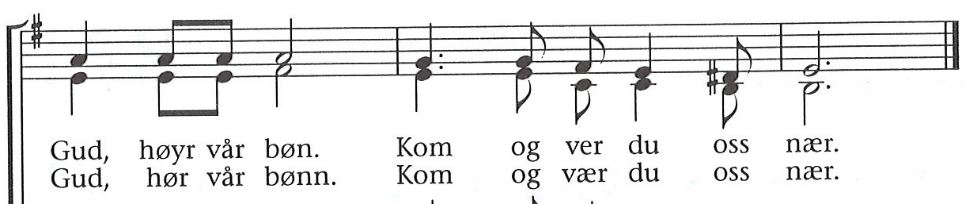 Gud, høyr vår bøn. Kom og ver du oss nær.
Gud, hør vår bønn. Kom og vær du oss nær.